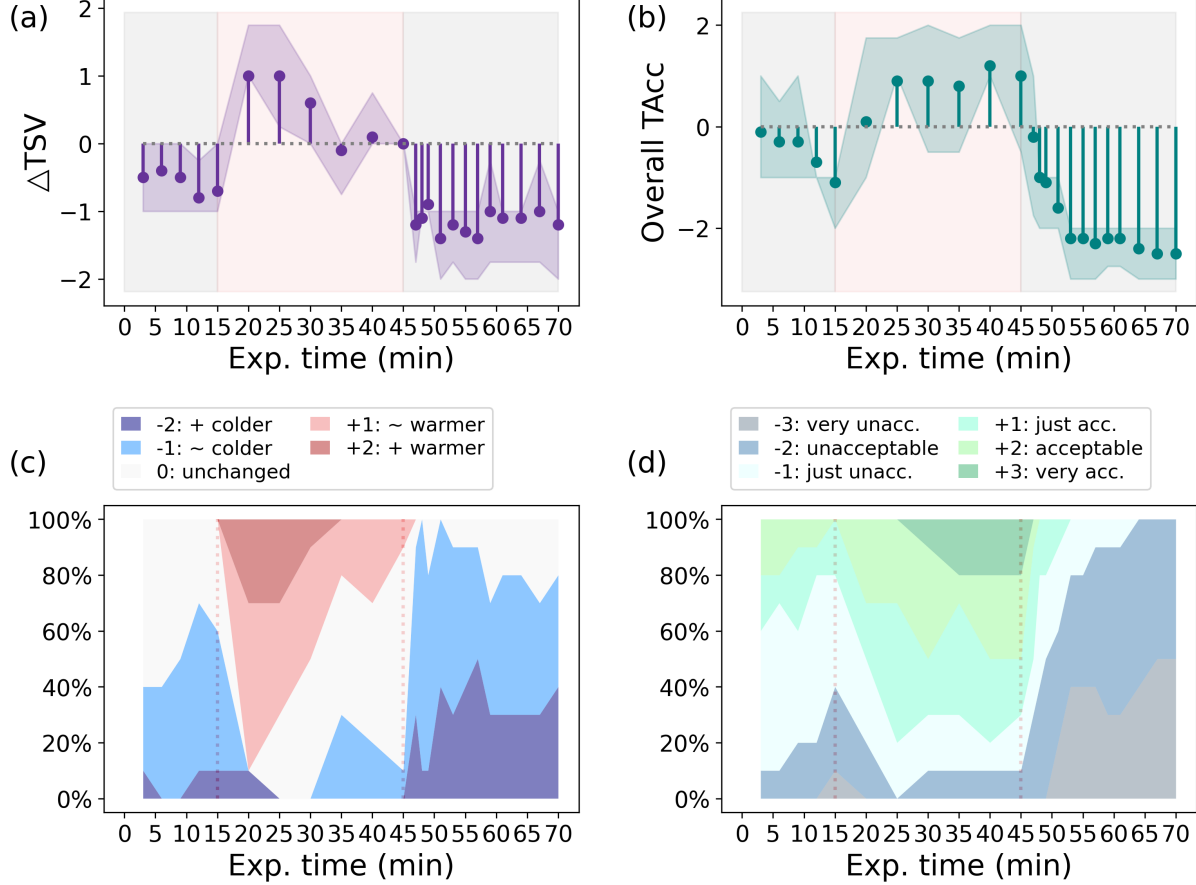 (a)
△TSV
2
1
0
−1
−2
0 5 10 15 20 25 30 35 40 45 50 55 60 65 70
Exp. time (min)
(b)
Overall TAcc
2
0
−2
0 5 10 15 20 25 30 35 40 45 50 55 60 65 70
Exp. time (min)
(c)
-2: + colder
-1: ~ colder
0: unchanged
+1: ~ warmer
+2: + warmer
100%
80%
60%
40%
20%
0%
0 5 10 15 20 25 30 35 40 45 50 55 60 65 70
Exp. time (min)
(d)
-3: very unacc.
-2: unacceptable
-1: just unacc.
+1: just acc.
+2: acceptable
+3: very acc.
100%
80%
60%
40%
20%
0%
0 5 10 15 20 25 30 35 40 45 50 55 60 65 70
Exp. time (min)